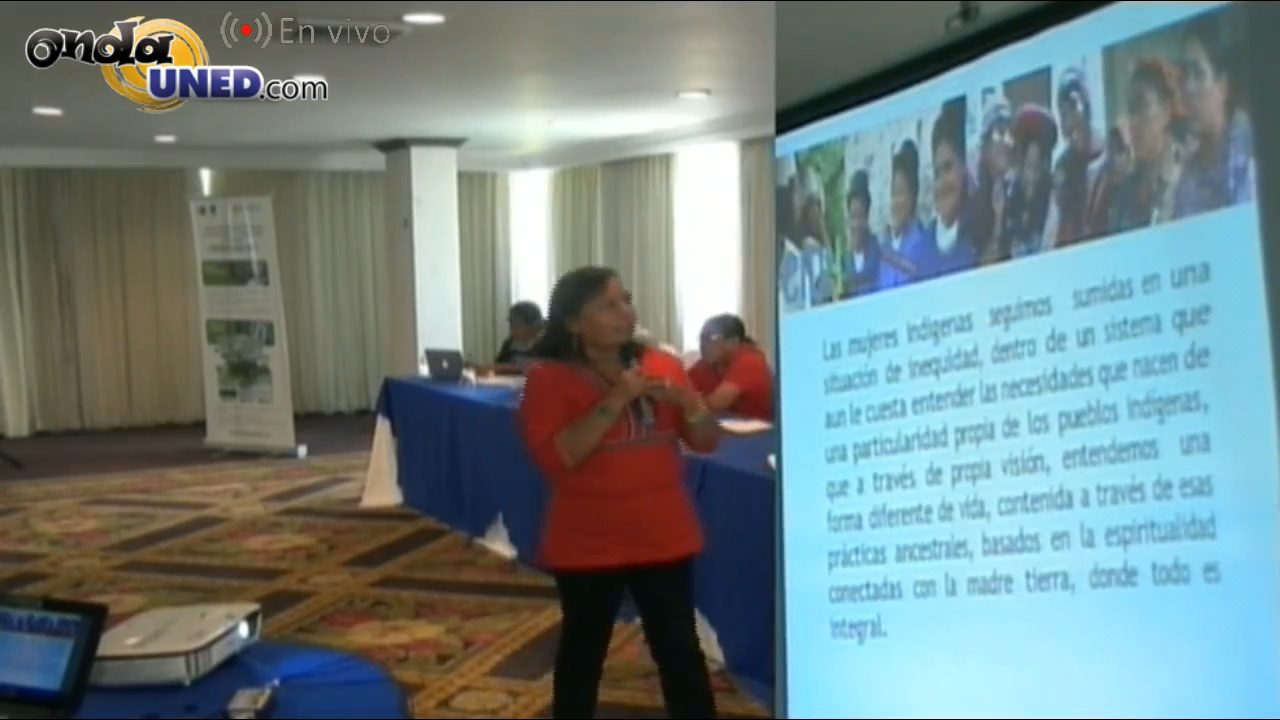 onda
UNED.com
En vivo
Las mujeres indígenas seguimos sumidas en una
situación de inequidad, dentro de un sistema que
aun le cuesta entender las necesidades que nacen de
una particularidad propia de los pueblos indígenas,
que a través de propia visión, entendemos una
forma diferente de vida, contenida a través de esas
prácticas ancestrales, basados en la espiritualidad
conectadas con la madre tierra, donde todo es
integral.